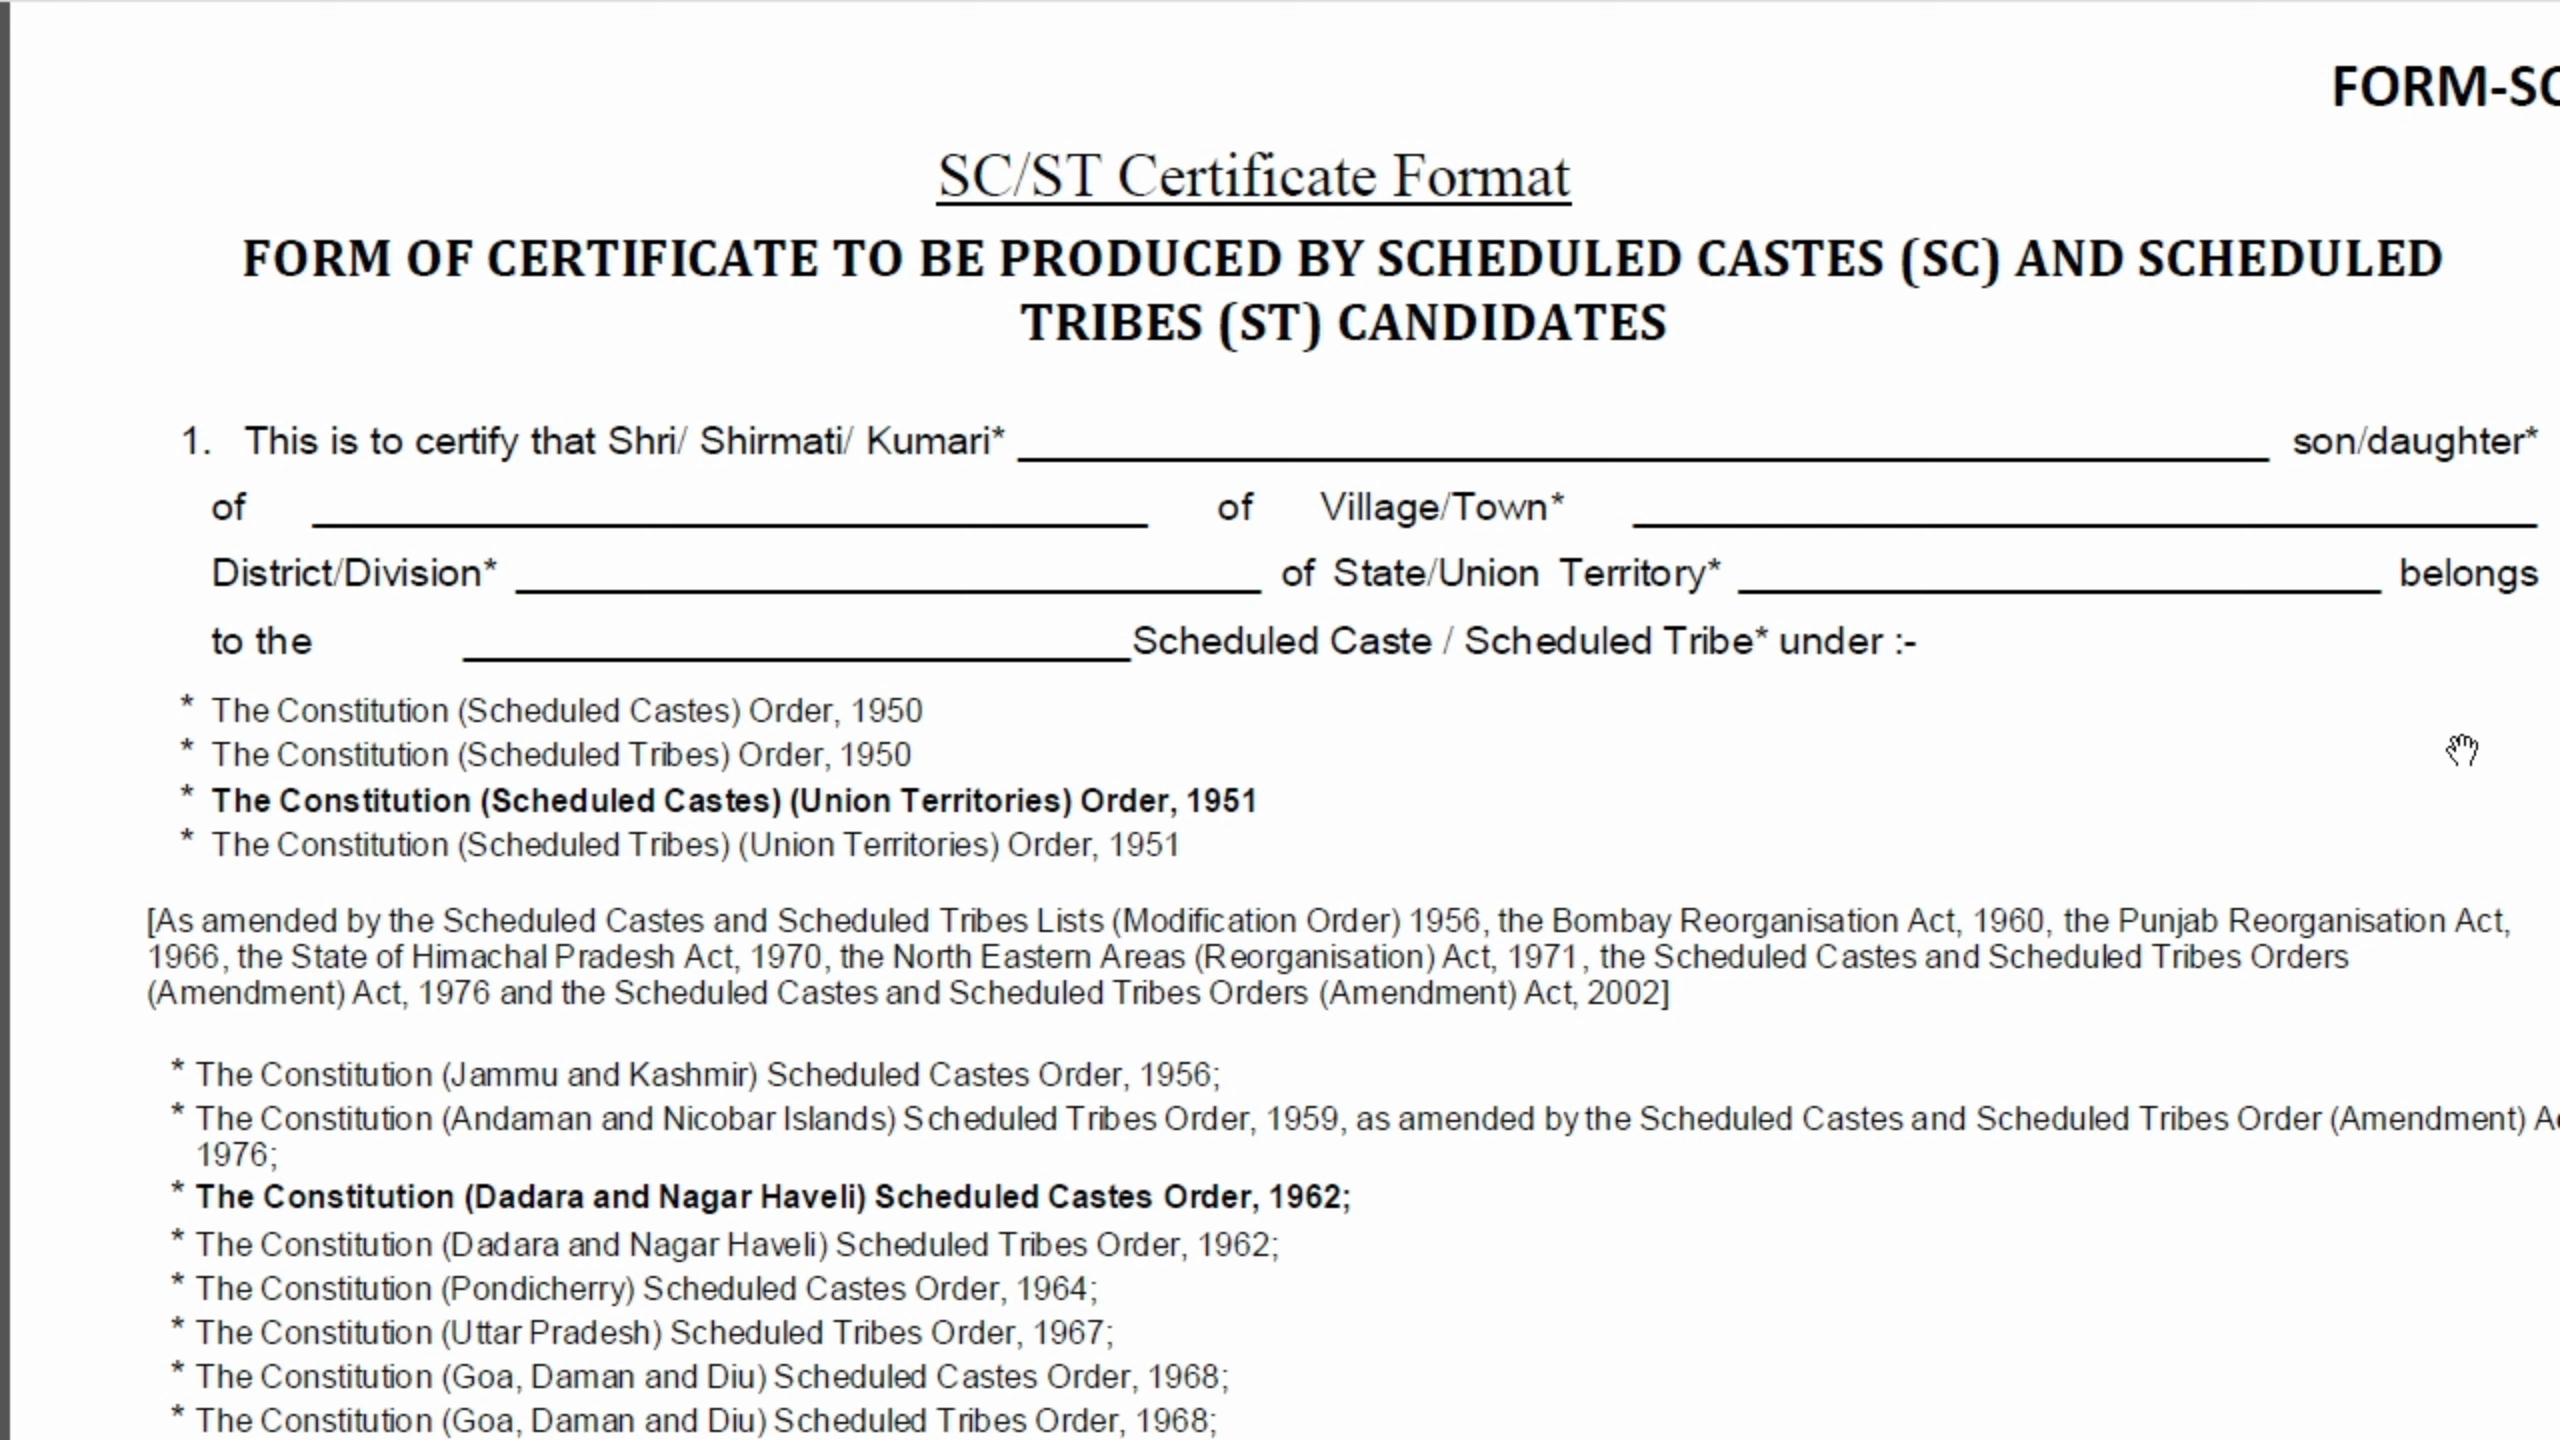 FORM-SC
SC/ST Certificate Format
FORM OF CERTIFICATE TO BE PRODUCED BY SCHEDULED CASTES (SC) AND SCHEDULED
TRIBES (ST) CANDIDATES
1. This is to certify that Shri/ Shirmati/ Kumari* ______ son/daughter*
of ______ of Village/Town* ______
District/Division* ______ of State/Union Territory* ______ belongs
to the ______Scheduled Caste / Scheduled Tribe* under :-
* The Constitution (Scheduled Castes) Order, 1950
* The Constitution (Scheduled Tribes) Order, 1950
* The Constitution (Scheduled Castes) (Union Territories) Order, 1951
* The Constitution (Scheduled Tribes) (Union Territories) Order, 1951
[As amended by the Scheduled Castes and Scheduled Tribes Lists (Modification Order) 1956, the Bombay Reorganisation Act, 1960, the Punjab Reorganisation Act,
1966, the State of Himachal Pradesh Act, 1970, the North Eastern Areas (Reorganisation) Act, 1971, the Scheduled Castes and Scheduled Tribes Orders
(Amendment) Act, 1976 and the Scheduled Castes and Scheduled Tribes Orders (Amendment) Act, 2002]
* The Constitution (Jammu and Kashmir) Scheduled Castes Order, 1956;
* The Constitution (Andaman and Nicobar Islands) Scheduled Tribes Order, 1959, as amended by the Scheduled Castes and Scheduled Tribes Order (Amendment)
1976;
* The Constitution (Dadara and Nagar Haveli) Scheduled Castes Order, 1962;
* The Constitution (Dadara and Nagar Haveli) Scheduled Tribes Order, 1962;
* The Constitution (Pondicherry) Scheduled Castes Order, 1964;
* The Constitution (Uttar Pradesh) Scheduled Tribes Order, 1967;
* The Constitution (Goa, Daman and Diu) Scheduled Castes Order, 1968;
* The Constitution (Goa, Daman and Diu) Scheduled Tribes Order, 1968;